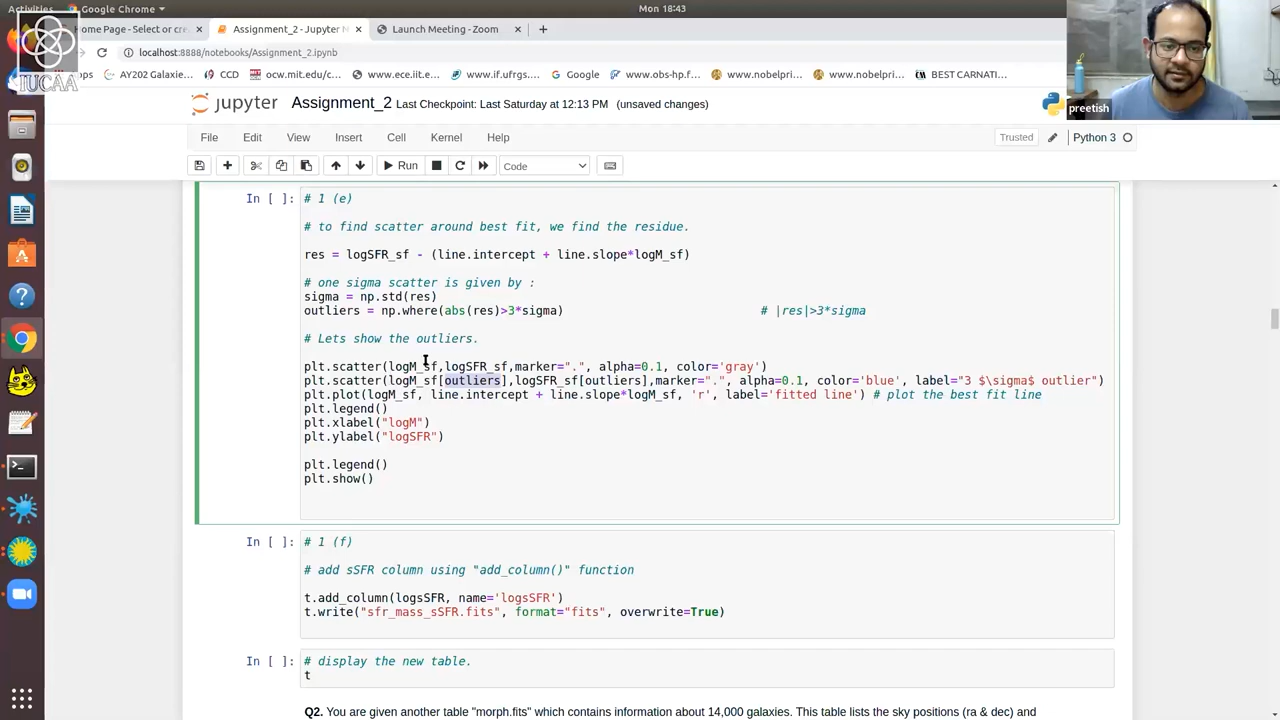 Activities
Google Chrome
Mon 18:43
Home Page - Select or cre
Assignment_2 - Jupyter N
Launch Meeting - Zoom
localhost:8888/notebooks/Assignment_2.ipynb
IUCAA
AY202 Galaxie...
CCD
ocw.mit.edu/c...
www.ece.iit.e...
www.if.ufrgs....
Google
www.obs-hp.f...
www.nobelpri...
www.nobelpri...
BEST CARNATI...
preetish
jupyter
Assignment_2 Last Checkpoint: Last Saturday at 12:13 PM (unsaved changes)
File Edit View Insert Cell Kernel Help
Trusted
Python 3
Run
Code
In [ ]:
# 1 (e)
# to find scatter around best fit, we find the residue.
res = logSFR_sf - (line.intercept + line.slope*logM_sf)
# one sigma scatter is given by :
sigma = np.std(res)
outliers = np.where(abs(res)>3*sigma) # |res|>3*sigma
# Lets show the outliers.
plt.scatter(logM_sf,logSFR_sf,marker=".", alpha=0.1, color='gray')
plt.scatter(logM_sf[outliers],logSFR_sf[outliers],marker=".", alpha=0.1, color='blue', label="3 $\sigma$ outlier")
plt.plot(logM_sf, line.intercept + line.slope*logM_sf, 'r', label='fitted line') # plot the best fit line
plt.legend()
plt.xlabel("logM")
plt.ylabel("logSFR")
plt.legend()
plt.show()
In [ ]:
# 1 (f)
# add sSFR column using "add_column()" function
t.add_column(logsSFR, name='logsSFR')
t.write("sfr_mass_sSFR.fits", format="fits", overwrite=True)
In [ ]:
# display the new table.
t
Q2. You are given another table "morph.fits" which contains information about 14,000 galaxies. This table lists the sky positions (ra & dec) and